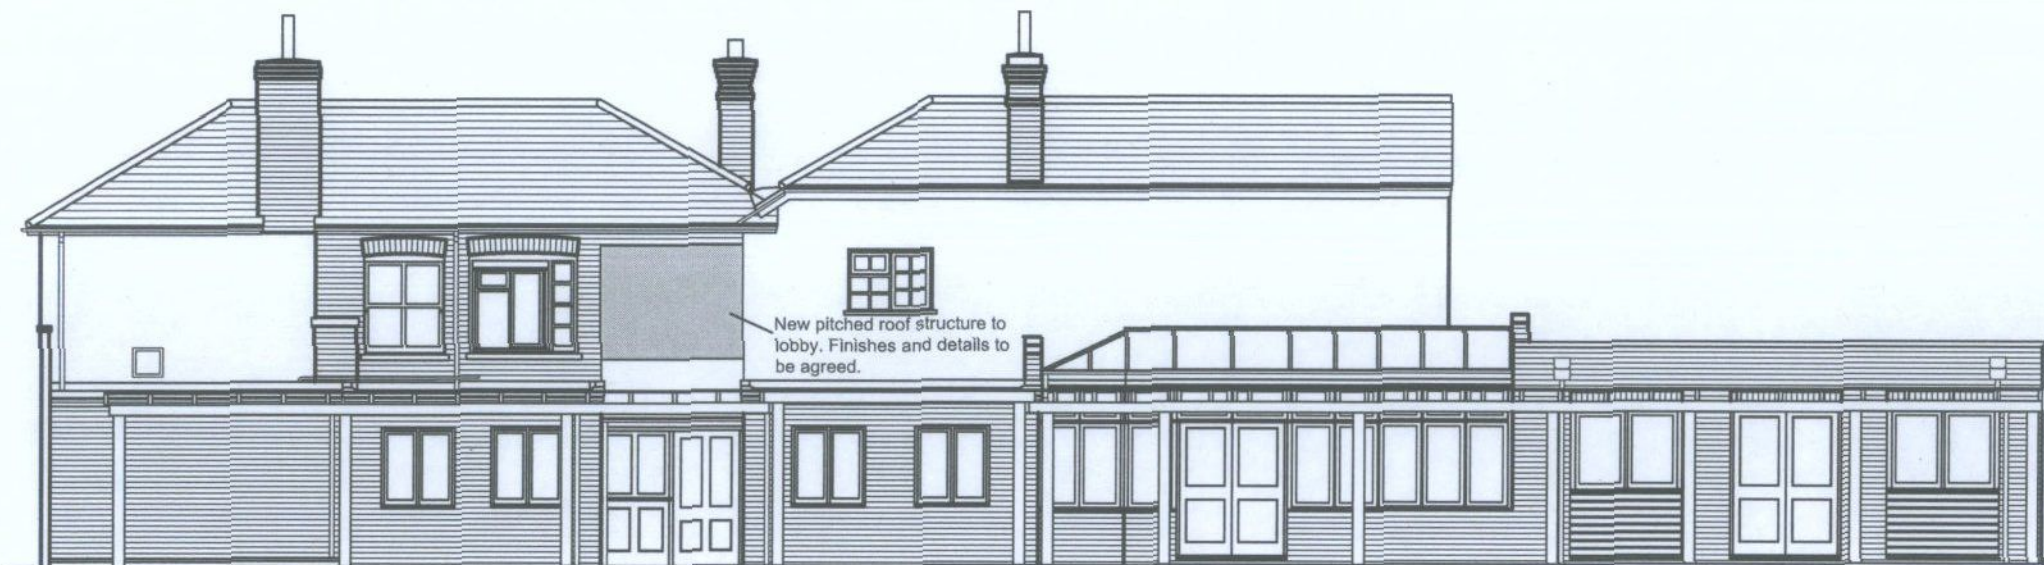 New pitched roof structure to
lobby. Finishes and details to
be agreed.